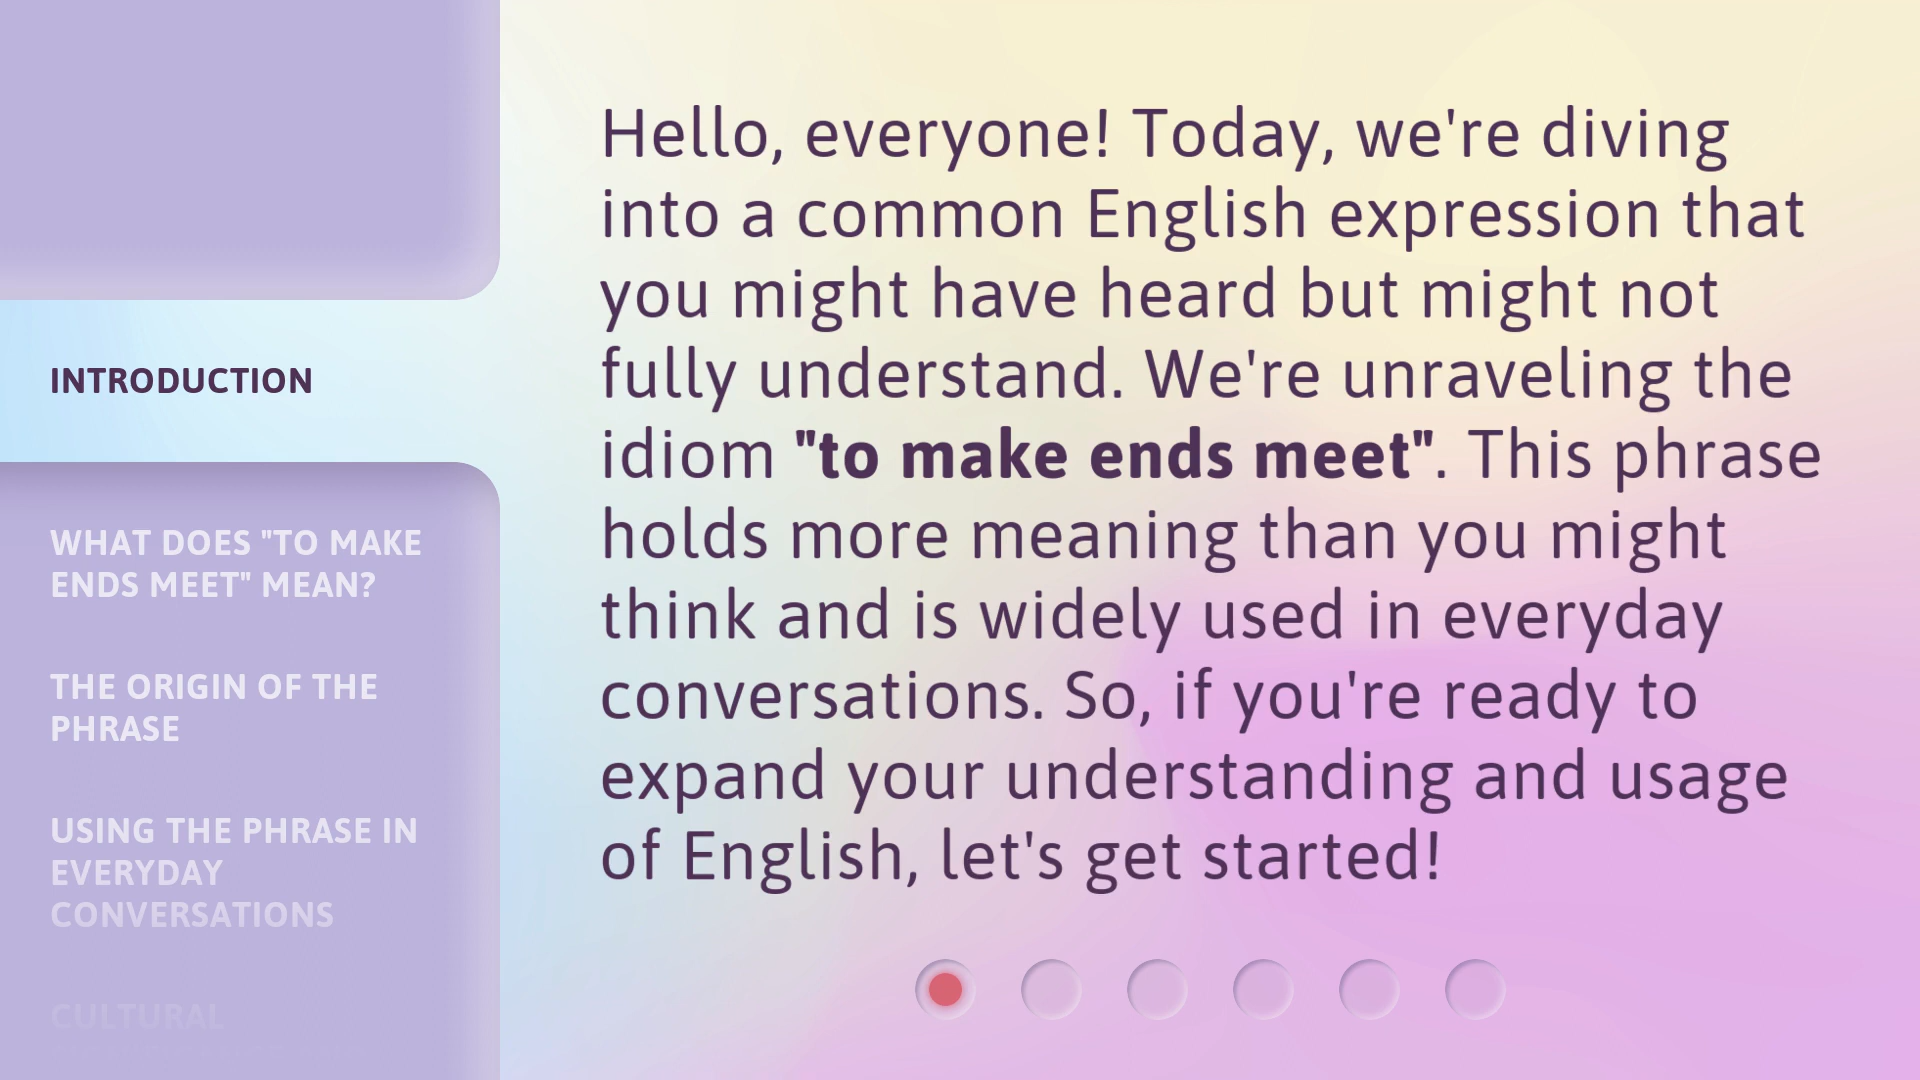 INTRODUCTION
WHAT DOES "TO MAKE
ENDS MEET" MEAN?
THE ORIGIN OF THE
PHRASE
USING THE PHRASE IN
EVERYDAY
CONVERSATIONS
CULTURAL
Hello, everyone! Today, we're diving
into a common English expression that
you might have heard but might not
fully understand. We're unraveling the
idiom "to make ends meet". This phrase
holds more meaning than you might
think and is widely used in everyday
conversations. So, if you're ready to
expand your understanding and usage
of English, let's get started!